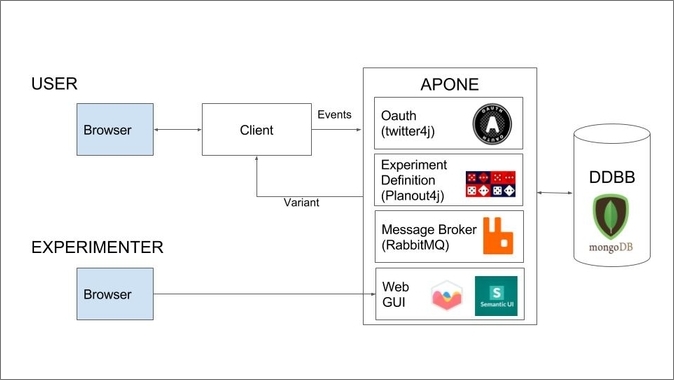 USER
APONE
Browser
Client
Events
Oauth
(twitter4j)
OAUTH
Experiment
Definition
(Planout4j)
DDBB
mongoDB
Variant
Message Broker
(RabbitMQ)
EXPERIMENTER
Browser
Web
GUI
S
Semantic UI